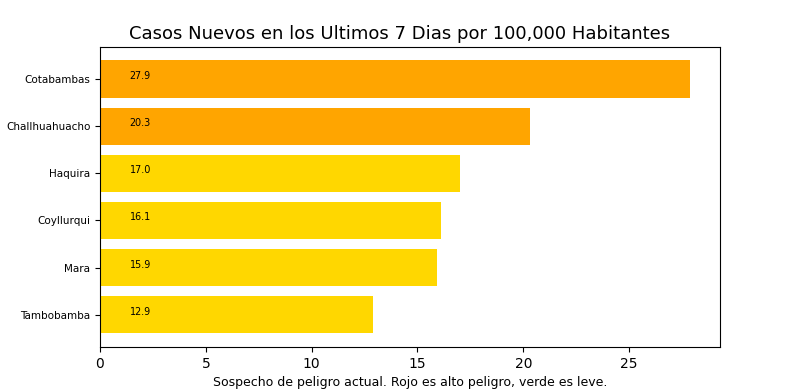 Casos Nuevos en los Ultimos 7 Dias por 100,000 Habitantes
Cotabambas 27.9
Challhuahuacho 20.3
Haquira 17.0
Coyllurqui 16.1
Mara 15.9
Tambobamba 12.9
0 5 10 15 20 25
Sospecho de peligro actual. Rojo es alto peligro, verde es leve.